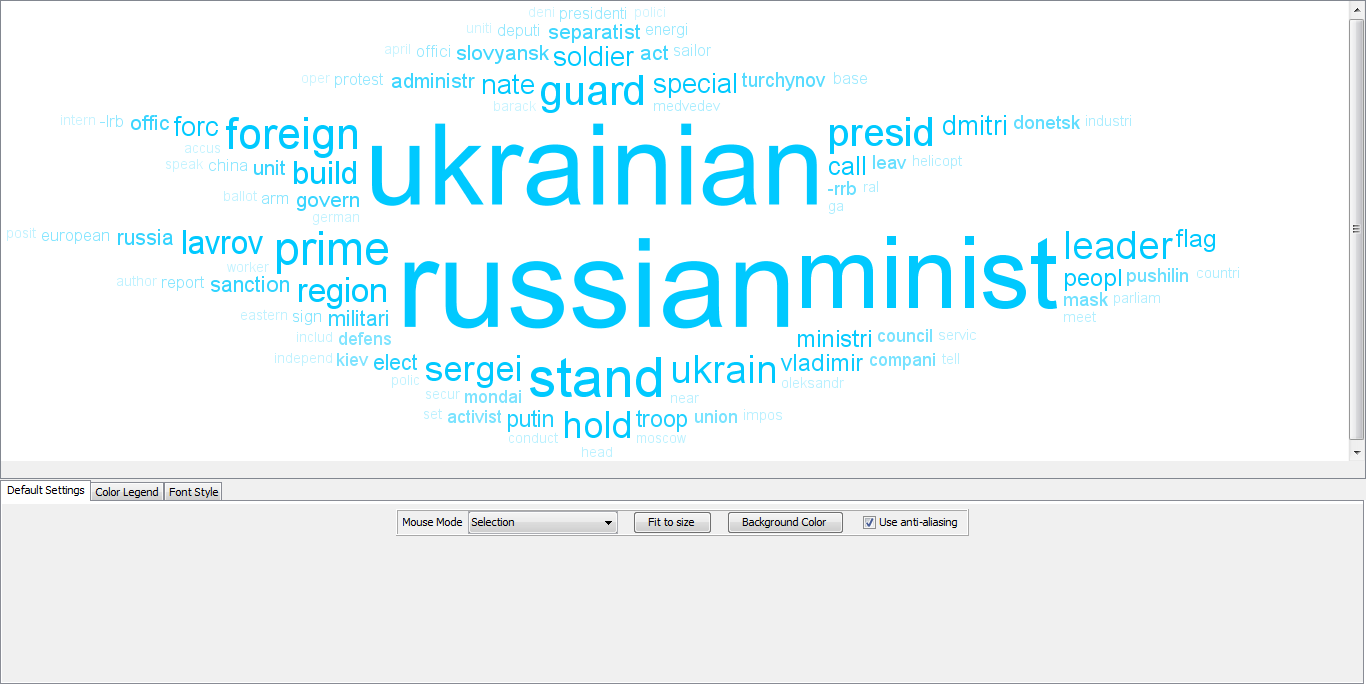 deni presidenti polici
uniti deputi separatist energi
april offici slovyansk soldier act sailor
oper protest administr nate guard special turchynov base
barack medvedev
intern -lrb offic forc foreign ukrainian presid dmitri donetsk industri
accus
speak china unit build call leav helicopt
ballot arm govern -rrb ral
german ga
posit european russia lavrov prime russian minist leader flag
worker
author report sanction region peopl pushilin countri
eastern sign militari mask parliam
meet
includ defens ministri council servic
independ kiev elect sergei stand ukrain vladimir compani tell
polic oleksandr
secur mondai near
set activist putin hold troop union impos
conduct moscow
head
Default Settings Color Legend Font Style
Mouse Mode Selection Fit to size Background Color Use anti-aliasing